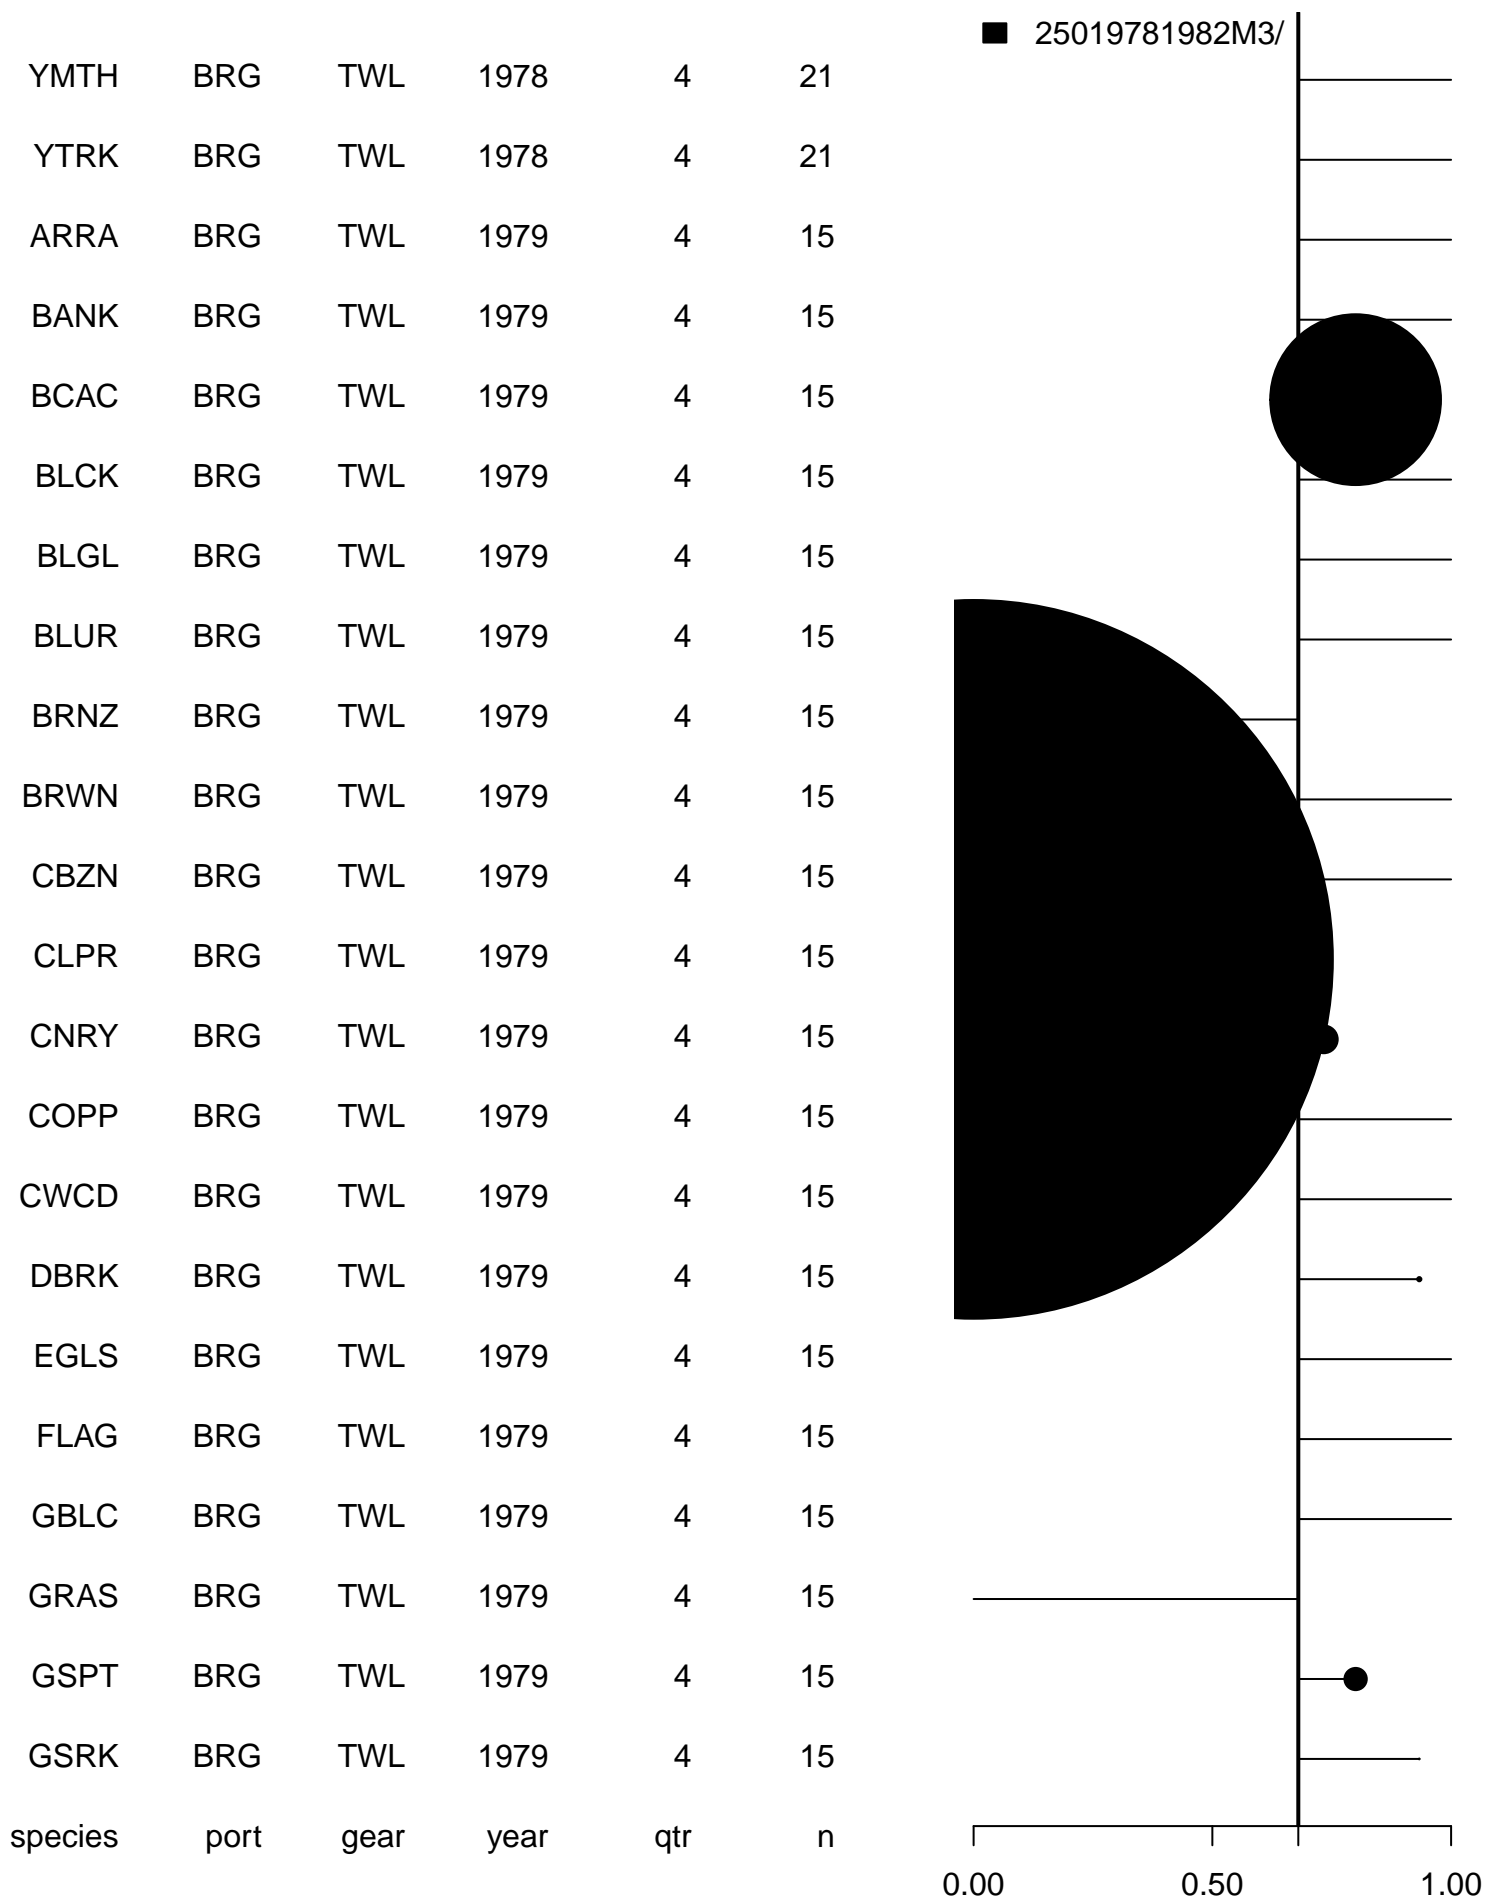 25019781982M3/
YMTH BRG TWL 1978 4 21
YTRK BRG TWL 1978 4 21
ARRA BRG TWL 1979 4 15
BANK BRG TWL 1979 4 15
BCAC BRG TWL 1979 4 15
BLCK BRG TWL 1979 4 15
BLGL BRG TWL 1979 4 15
BLUR BRG TWL 1979 4 15
BRNZ BRG TWL 1979 4 15
BRWN BRG TWL 1979 4 15
CBZN BRG TWL 1979 4 15
CLPR BRG TWL 1979 4 15
CNRY BRG TWL 1979 4 15
COPP BRG TWL 1979 4 15
CWCD BRG TWL 1979 4 15
DBRK BRG TWL 1979 4 15
EGLS BRG TWL 1979 4 15
FLAG BRG TWL 1979 4 15
GBLC BRG TWL 1979 4 15
GRAS BRG TWL 1979 4 15
GSPT BRG TWL 1979 4 15
GSRK BRG TWL 1979 4 15
species port gear year qtr n
0.00 0.50 1.00